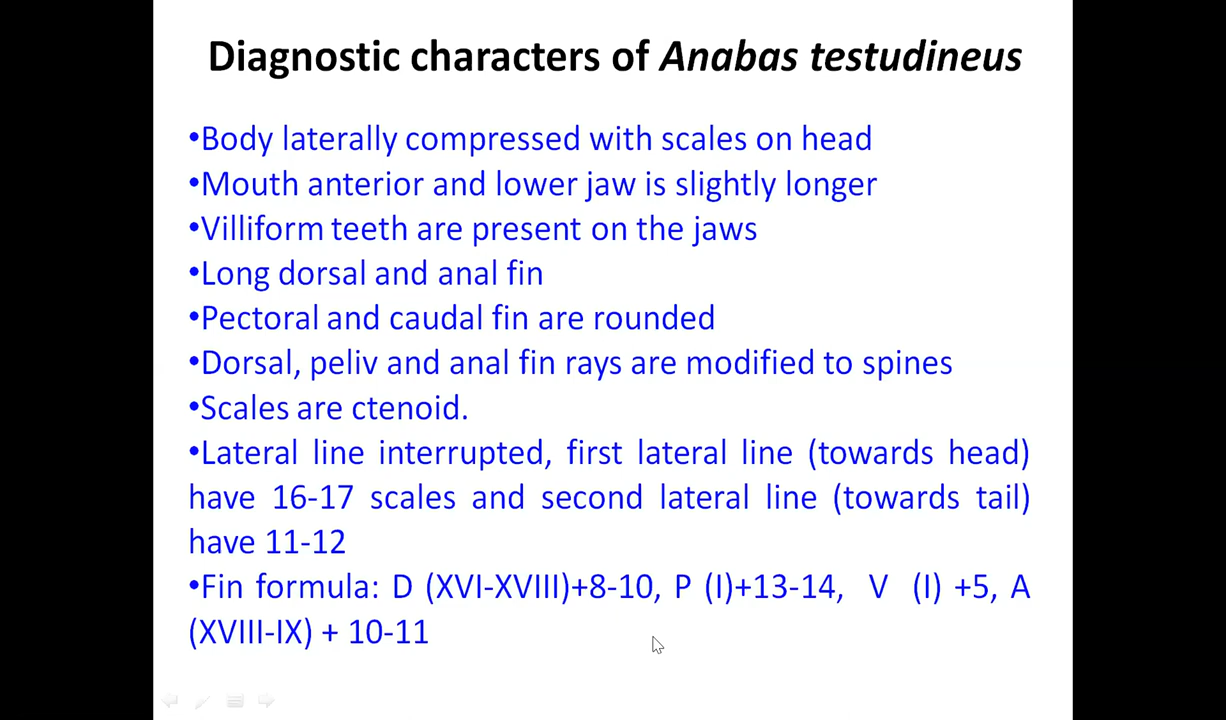 Diagnostic characters of Anabas testudineus
•Body laterally compressed with scales on head
•Mouth anterior and lower jaw is slightly longer
•Villiform teeth are present on the jaws
•Long dorsal and anal fin
•Pectoral and caudal fin are rounded
•Dorsal, peliv and anal fin rays are modified to spines
•Scales are ctenoid.
•Lateral line interrupted, first lateral line (towards head)
have 16-17 scales and second lateral line (towards tail)
have 11-12
•Fin formula: D (XVI-XVIII)+8-10, P (I)+13-14, V (I) +5, A
(XVIII-IX) + 10-11